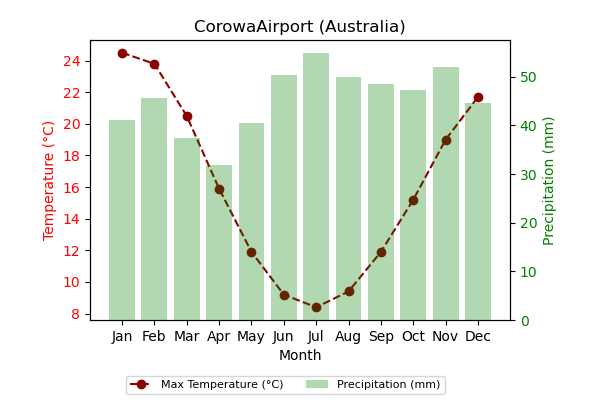 CorowaAirport (Australia)
24
22
20
18
16
14
12
10
8
Temperature (°C)
50
40
30
20
10
0
Precipitation (mm)
Jan Feb Mar Apr May Jun Jul Aug Sep Oct Nov Dec
Month
Max Temperature (°C) Precipitation (mm)